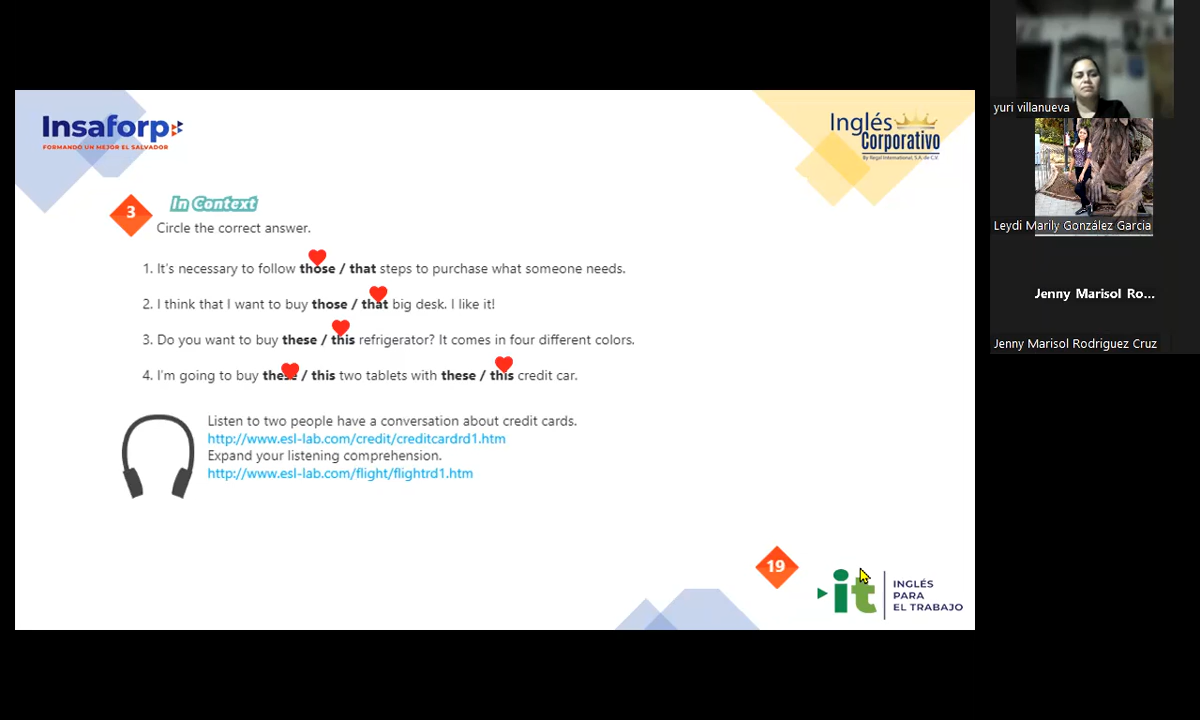 Insaforp
FORMANDO UN MEJOR EL SALVADOR
Inglés
Corporativo
By Regal International, S.A. de C.V.
3
In Context
Circle the correct answer.
1. It's necessary to follow those / that steps to purchase what someone needs.
2. I think that I want to buy those / that big desk. I like it!
3. Do you want to buy these / this refrigerator? It comes in four different colors.
4. I'm going to buy these / this two tablets with these / this credit car.
Listen to two people have a conversation about credit cards.
http://www.esl-lab.com/credit/creditcardrd1.htm
Expand your listening comprehension.
http://www.esl-lab.com/flight/flightrd1.htm
19
it
INGLÉS
PARA
EL TRABAJO
yuri villanueva
Leydi Marily González Garcia
Jenny Marisol Ro...
Jenny Marisol Rodriguez Cruz